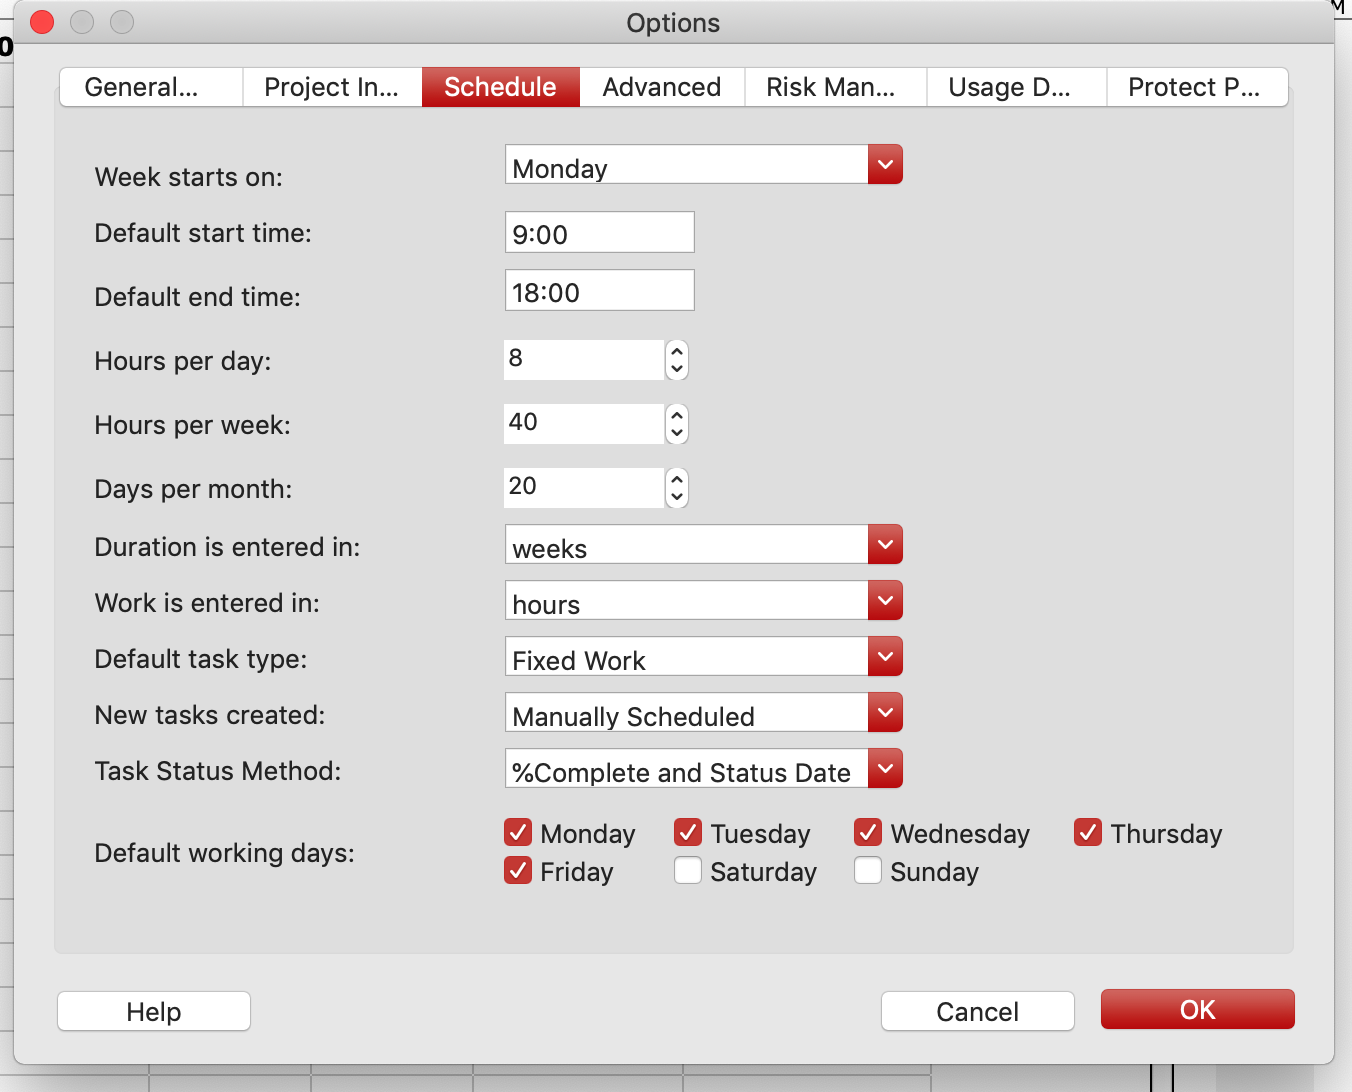 Options
General... Project In... Schedule Advanced Risk Man... Usage D... Protect P...
Week starts on: Monday
Default start time: 9:00
Default end time: 18:00
Hours per day: 8
Hours per week: 40
Days per month: 20
Duration is entered in: weeks
Work is entered in: hours
Default task type: Fixed Work
New tasks created: Manually Scheduled
Task Status Method: %Complete and Status Date
Default working days: Monday Tuesday Wednesday Thursday
Friday Saturday Sunday
Help Cancel OK